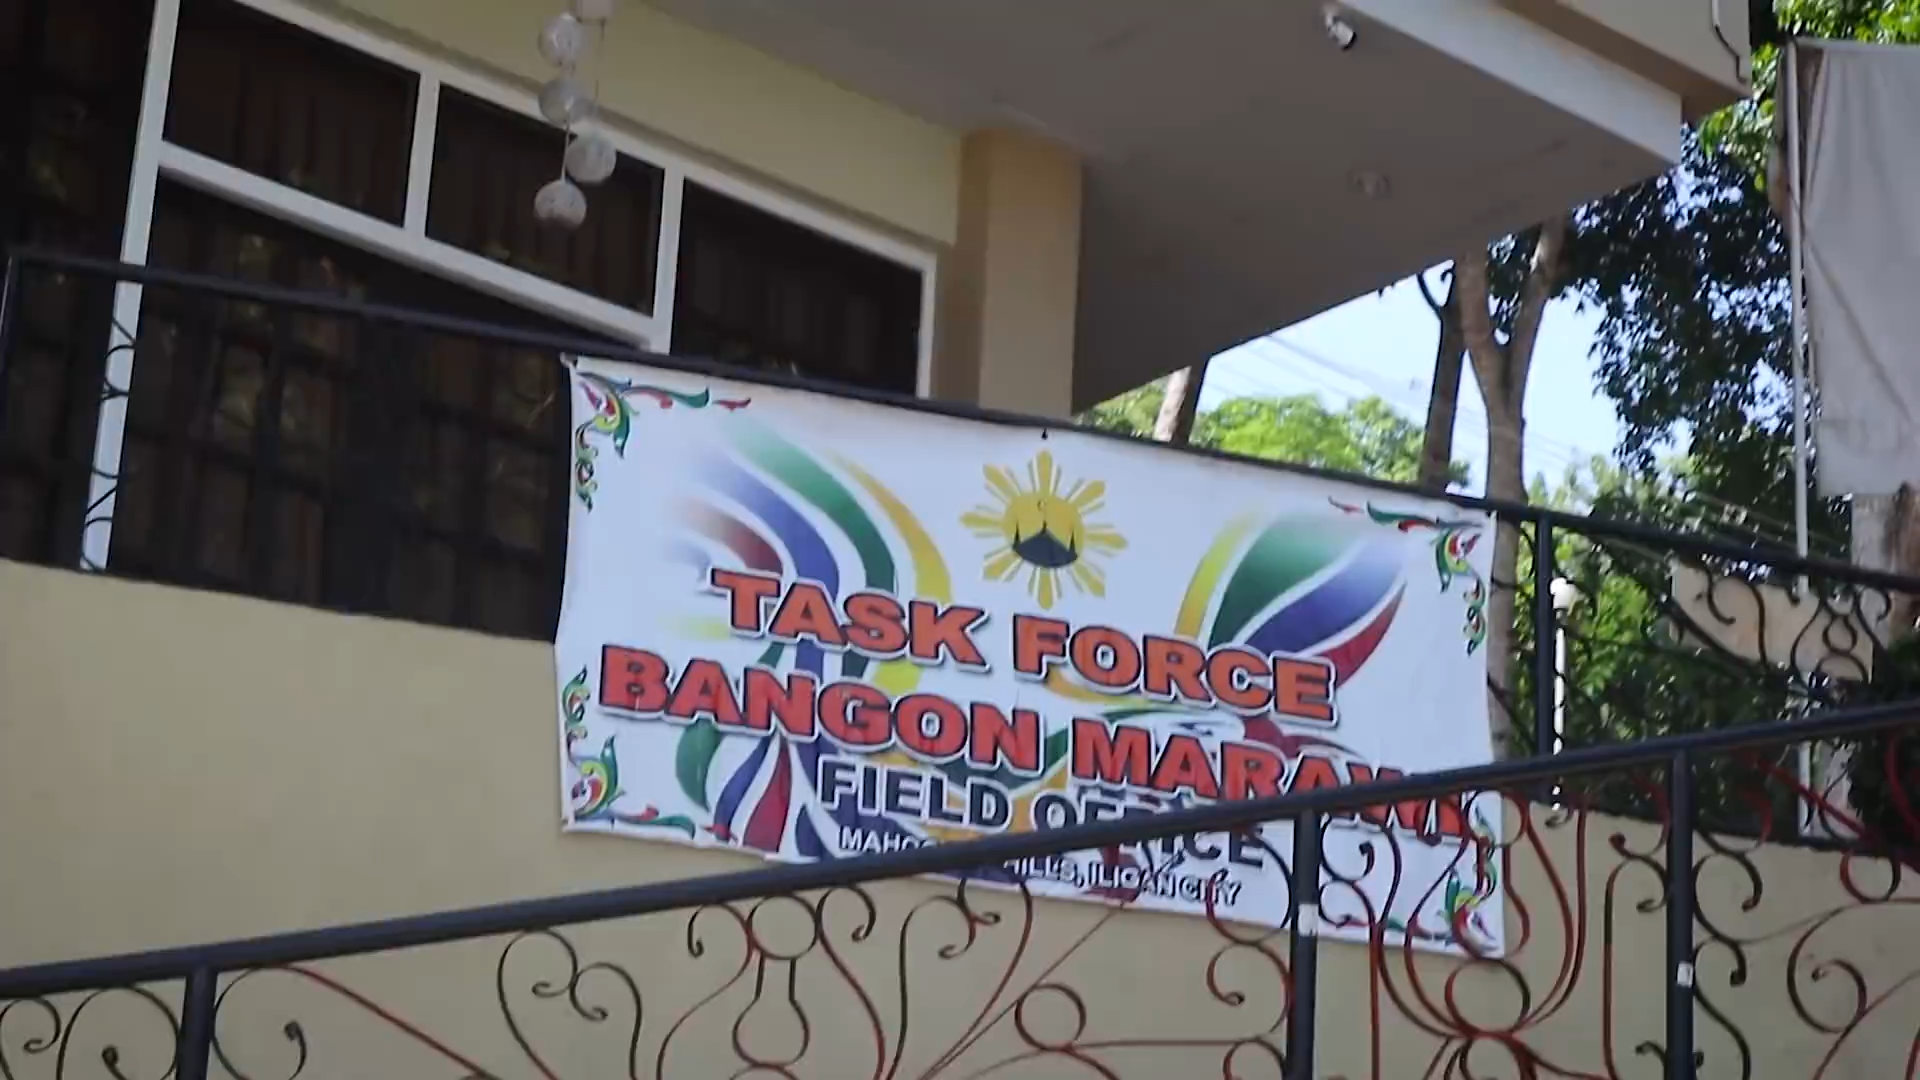 TASK FORCE
BANGON MARAWI
FIELD OFFICE
HILLS, ILIGAN CITY